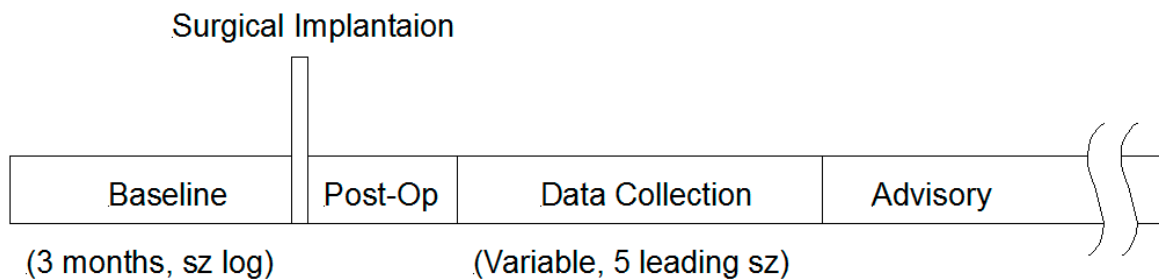 Surgical Implantaion
Baseline
Post-Op
Data Collection
Advisory
(3 months, sz log)
(Variable, 5 leading sz)